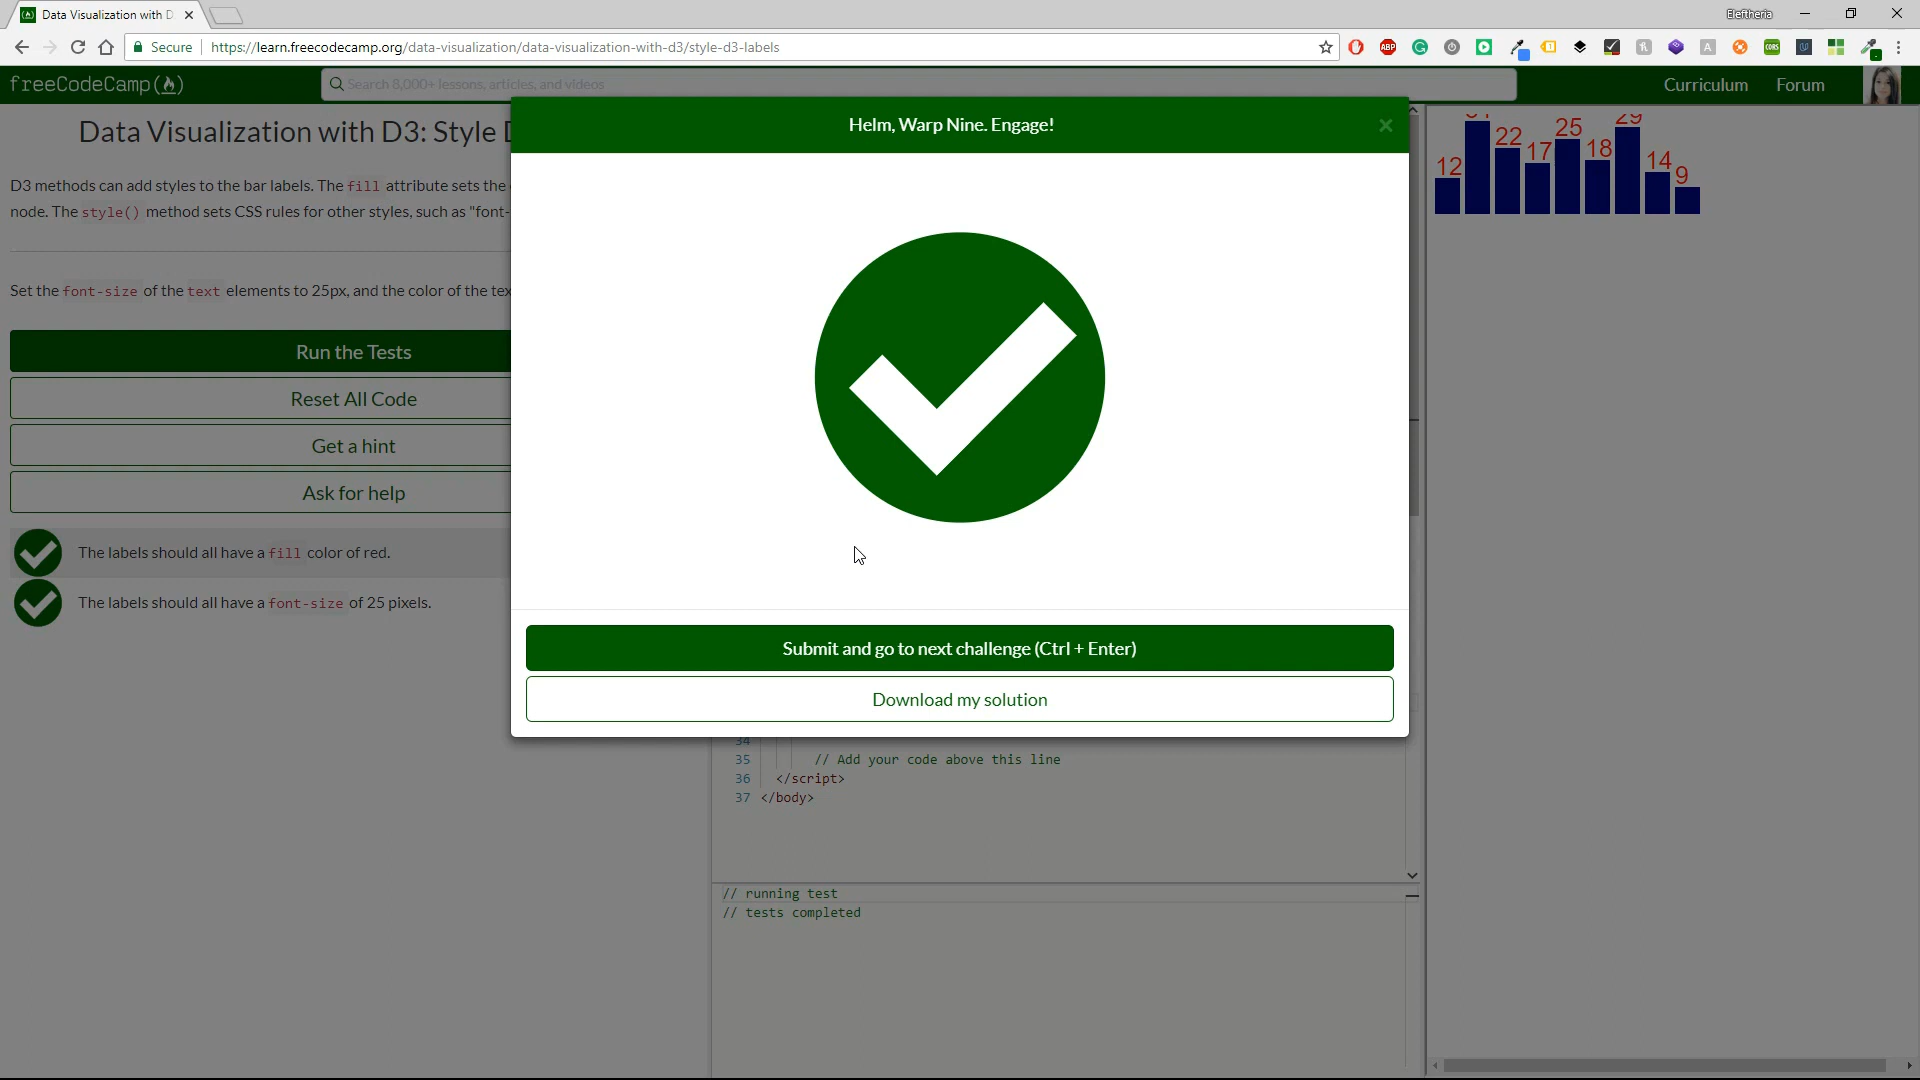 Data Visualization with D
Eleftheria
Secure
https://learn.freecodecamp.org/data-visualization/data-visualization-with-d3/style-d3-labels
freeCodeCamp
Search 8,000+ lessons, articles, and videos
Curriculum
Forum
Data Visualization with D3: Style D
Helm, Warp Nine. Engage!
D3 methods can add styles to the bar labels. The fill attribute sets the
node. The style() method sets CSS rules for other styles, such as "font-
Set the font-size of the text elements to 25px, and the color of the tex
Run the Tests
Reset All Code
Get a hint
Ask for help
The labels should all have a fill color of red.
The labels should all have a font-size of 25 pixels.
Submit and go to next challenge (Ctrl + Enter)
Download my solution
34
35 // Add your code above this line
36 </script>
37 </body>
// running test
// tests completed
12 22 17 25 18 29 14 9